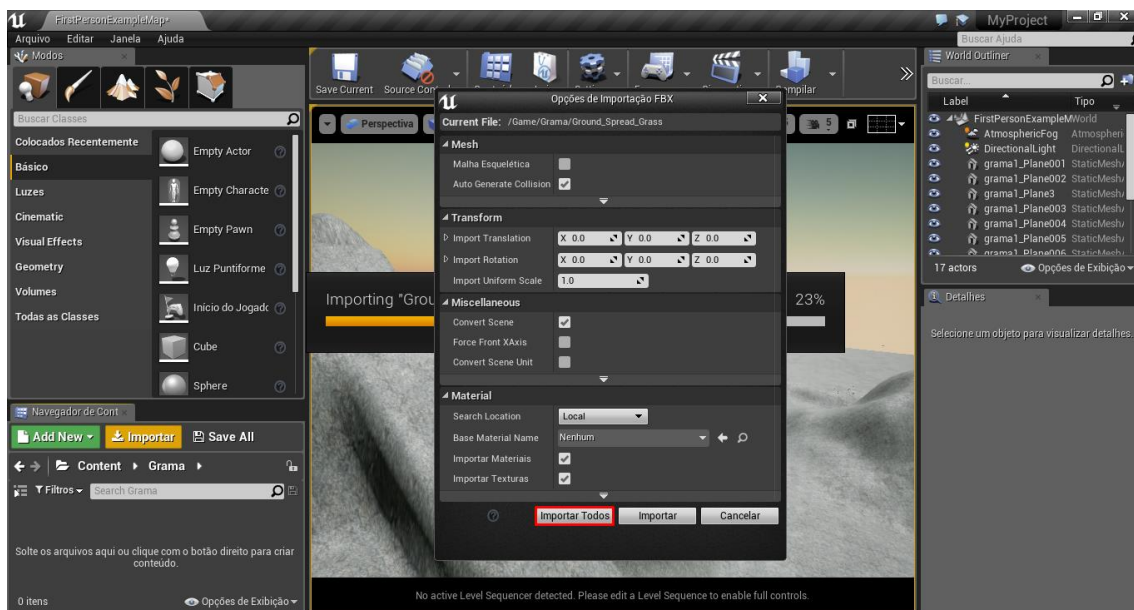 FirstPersonExampleMap*
MyProject
Arquivo Editar Janela Ajuda
Buscar Ajuda
Modos
Buscar Classes
Colocados Recentemente
Básico
Luzes
Cinematic
Visual Effects
Geometry
Volumes
Todas as Classes
Empty Actor
Empty Characte
Empty Pawn
Luz Puntiforme
Início do Jogadc
Cube
Sphere
Navegador de Cont
Add New Importar Save All
Content Grama
Filtros Search Grama
Solte os arquivos aqui ou clique com o botão direito para criar
conteúdo.
0 itens Opções de Exibição
Save Current Source Con
Compilar
Perspectiva
5
Importing "Grou
23%
Opções de Importação FBX
Current File: /Game/Grama/Ground_Spread_Grass
Mesh
Malha Esquelética
Auto Generate Collision
Transform
Import Translation X 0.0 Y 0.0 Z 0.0
Import Rotation X 0.0 Y 0.0 Z 0.0
Import Uniform Scale 1.0
Miscellaneous
Convert Scene
Force Front XAxis
Convert Scene Unit
Material
Search Location Local
Base Material Name Nenhum
Importar Materiais
Importar Texturas
Importar Todos Importar Cancelar
No active Level Sequencer detected. Please edit a Level Sequence to enable full controls.
World Outliner
Buscar...
Label Tipo
FirstPersonExampleM World
AtmosphericFog Atmospheri
DirectionalLight DirectionalL
grama1_Plane001 StaticMesh
grama1_Plane002 StaticMesh
grama1_Plane3 StaticMesh
grama1_Plane003 StaticMesh
grama1_Plane004 StaticMesh
grama1_Plane005 StaticMesh
grama1_Plane006 StaticMesh
17 actors Opções de Exibição
Detalhes
Selecione um objeto para visualizar detalhes.